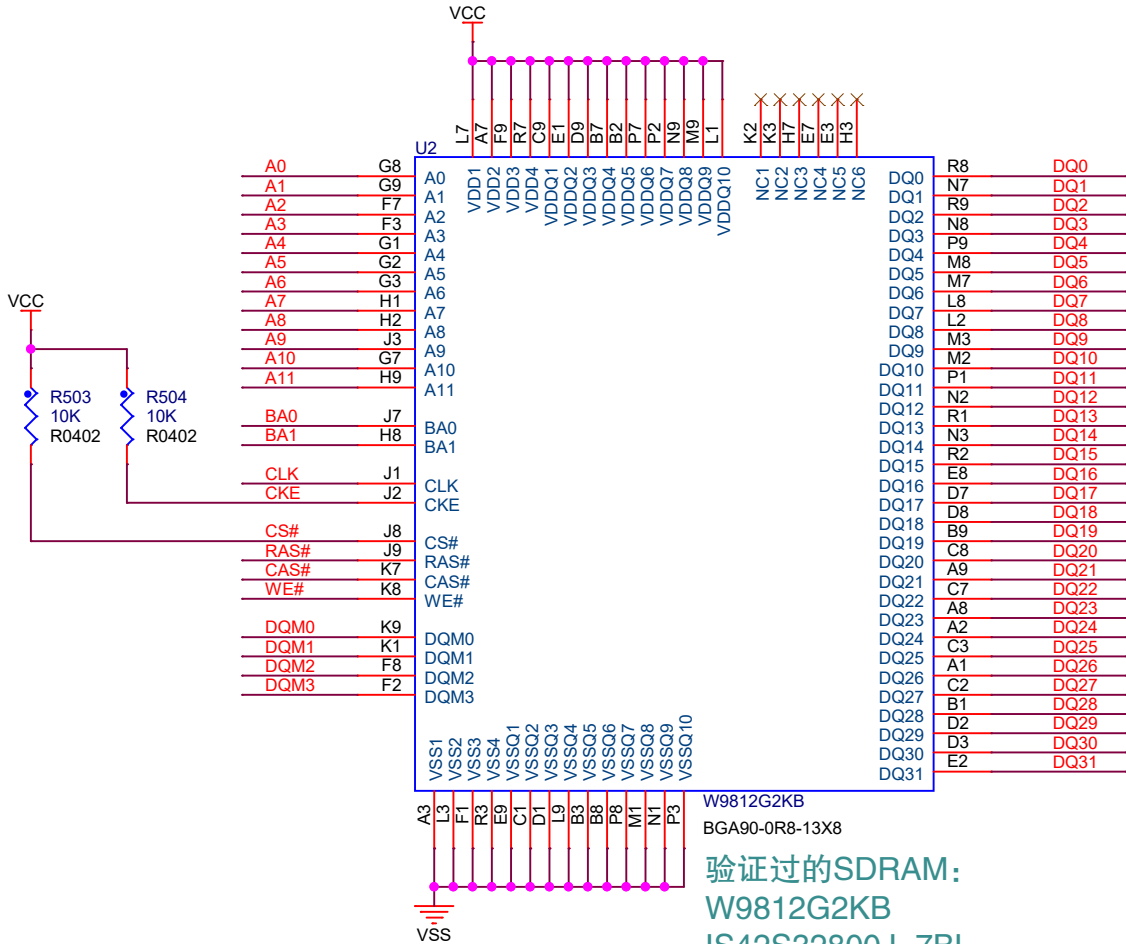 VCC
L7 A7 F9 R7 C9 E1 D9 B7 B2 P7 P2 N9 M9 L1
K2 K3 H7 E7 E3 H3
U2
VDD1 VDD2 VDD3 VDD4 VDDQ1 VDDQ2 VDDQ3 VDDQ4 VDDQ5 VDDQ6 VDDQ7 VDDQ8 VDDQ9 VDDQ10
NC1 NC2 NC3 NC4 NC5 NC6
A0 G8 A0
A1 G9 A1
A2 F7 A2
A3 F3 A3
A4 G1 A4
A5 G2 A5
A6 G3 A6
A7 H1 A7
A8 H2 A8
A9 J3 A9
A10 G7 A10
A11 H9 A11
BA0 J7 BA0
BA1 H8 BA1
CLK J1 CLK
CKE J2 CKE
CS# J8 CS#
RAS# J9 RAS#
CAS# K7 CAS#
WE# K8 WE#
DQM0 K9 DQM0
DQM1 K1 DQM1
DQM2 F8 DQM2
DQM3 F2 DQM3
VCC
R503
10K
R0402
R504
10K
R0402
DQ0 R8 DQ0
DQ1 N7 DQ1
DQ2 R9 DQ2
DQ3 N8 DQ3
DQ4 P9 DQ4
DQ5 M8 DQ5
DQ6 M7 DQ6
DQ7 L8 DQ7
DQ8 L2 DQ8
DQ9 M3 DQ9
DQ10 M2 DQ10
DQ11 P1 DQ11
DQ12 N2 DQ12
DQ13 R1 DQ13
DQ14 N3 DQ14
DQ15 R2 DQ15
DQ16 E8 DQ16
DQ17 D7 DQ17
DQ18 D8 DQ18
DQ19 B9 DQ19
DQ20 C8 DQ20
DQ21 A9 DQ21
DQ22 C7 DQ22
DQ23 A8 DQ23
DQ24 A2 DQ24
DQ25 C3 DQ25
DQ26 A1 DQ26
DQ27 C2 DQ27
DQ28 B1 DQ28
DQ29 D2 DQ29
DQ30 D3 DQ30
DQ31 E2 DQ31
VSS1 VSS2 VSS3 VSS4 VSSQ1 VSSQ2 VSSQ3 VSSQ4 VSSQ5 VSSQ6 VSSQ7 VSSQ8 VSSQ9 VSSQ10
A3 L3 F1 R3 E9 C1 D1 L9 B3 B8 P8 M1 N1 P3
W9812G2KB
BGA90-0R8-13X8
VSS
验证过的SDRAM：
W9812G2KB
IS42S32800J-7BL